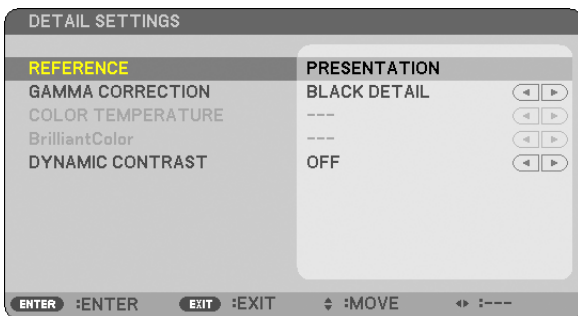 DETAIL SETTINGS
REFERENCE PRESENTATION
GAMMA CORRECTION BLACK DETAIL
COLOR TEMPERATURE ---
BrilliantColor ---
DYNAMIC CONTRAST OFF
ENTER :ENTER EXIT :EXIT :MOVE :---